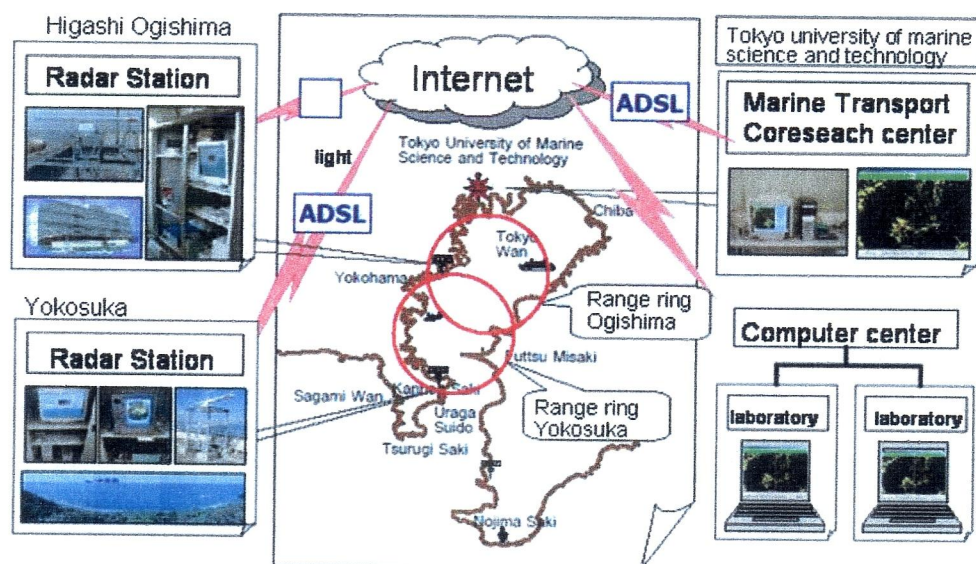 Higashi Ogishima
Radar Station
Internet
ADSL
Tokyo university of marine
science and technology
Marine Transport
Coreseach center
light
Tokyo University of Marine
Science and Technology
ADSL
Chiba
Tokyo
Wan
Yokohama
Range ring
Ogishima
Yokosuka
Radar Station
Futtsu Misaki
Computer center
Sagami Wan
Saki
Uraga
Suido
Tsurugi Saki
Range ring
Yokosuka
laboratory
laboratory
Nojima Saki